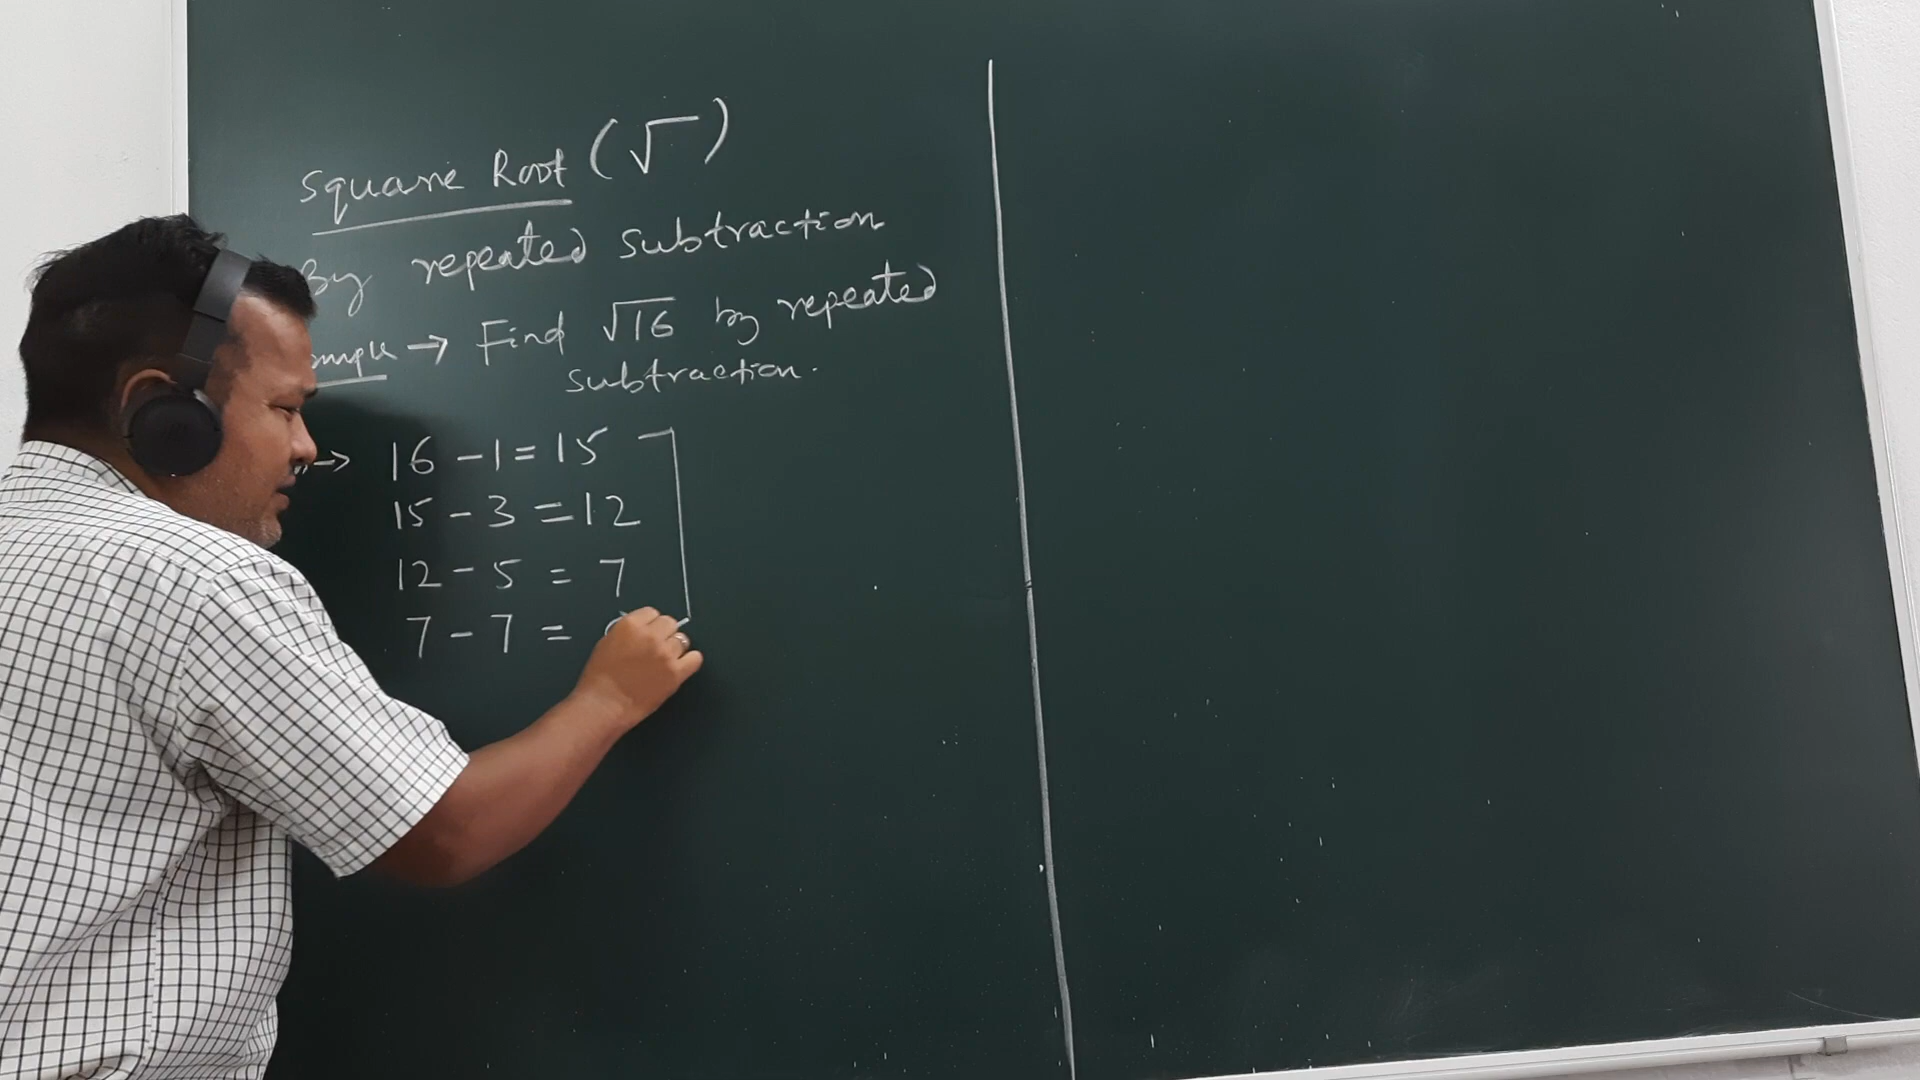 Square Root (√ )
By repeated subtraction
→ Find √16 by repeated
subtraction.
→ 16 - 1 = 15
15 - 3 = 12
12 - 5 = 7
7 - 7 =